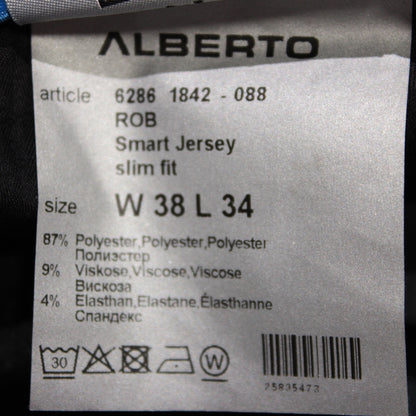 ALBERTO
article 6286 1842 - 088
ROB
Smart Jersey
slim fit
size W 38 L 34
87% Polyester,Polyester,Polyester
Полиэстер
9% Viskose,Viscose,Viscose
Вискоза
4% Elasthan,Elastane,Élasthanne
Спандекс
30 W
25805473